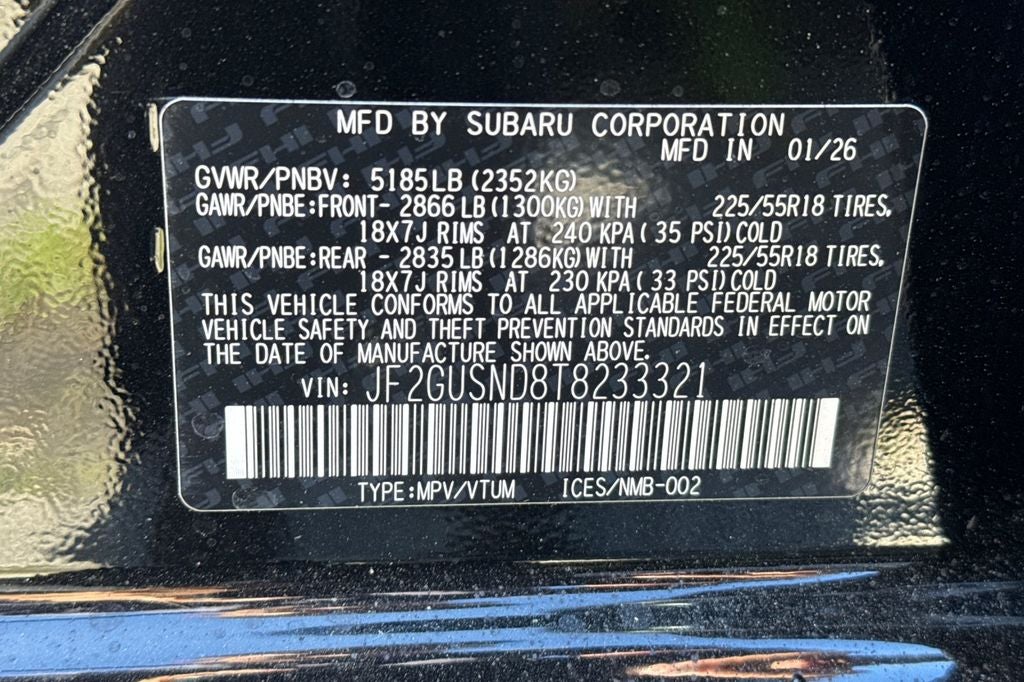 MFD BY SUBARU CORPORATION
MFD IN 01/26
GVWR/PNBV: 5185LB (2352KG)
GAWR/PNBE:FRONT- 2866 LB (1300KG) WITH 225/55R18 TIRES,
18X7J RIMS AT 240 KPA ( 35 PSI) COLD
GAWR/PNBE:REAR - 2835 LB (1286KG) WITH 225/55R18 TIRES,
18X7J RIMS AT 230 KPA ( 33 PSI) COLD
THIS VEHICLE CONFORMS TO ALL APPLICABLE FEDERAL MOTOR
VEHICLE SAFETY AND THEFT PREVENTION STANDARDS IN EFFECT ON
THE DATE OF MANUFACTURE SHOWN ABOVE.
VIN: JF2GUSND8T8233321
TYPE:MPV/VTUM ICES/NMB-002